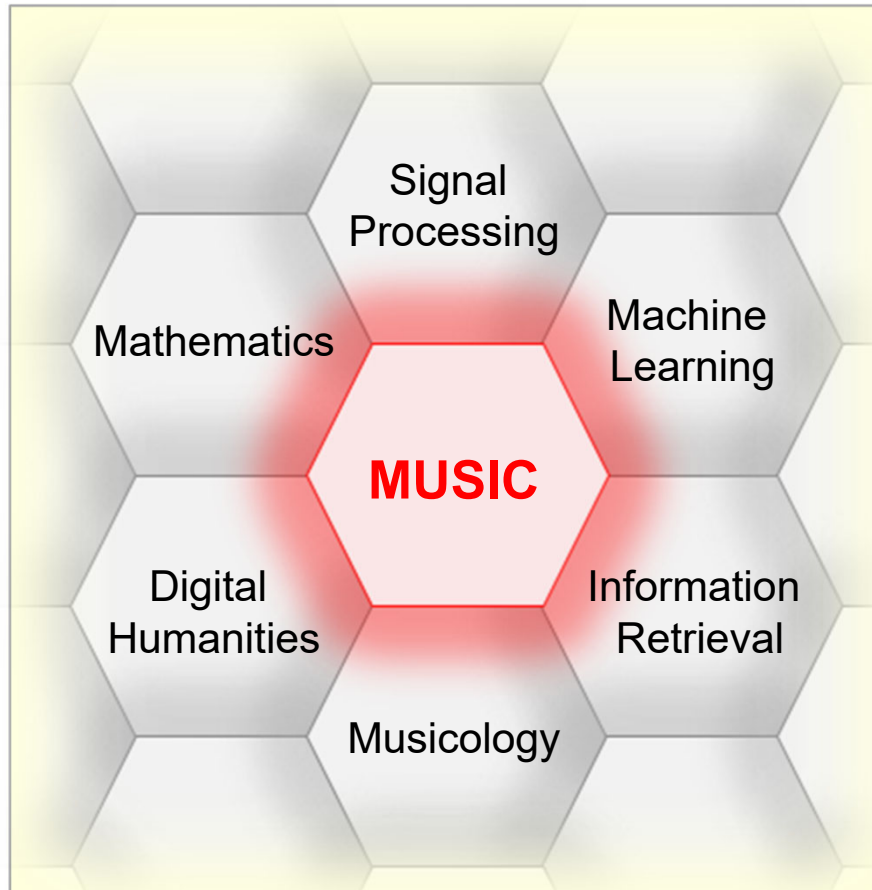 Signal
Processing
Machine
Learning
Mathematics
MUSIC
Digital
Humanities
Information
Retrieval
Musicology